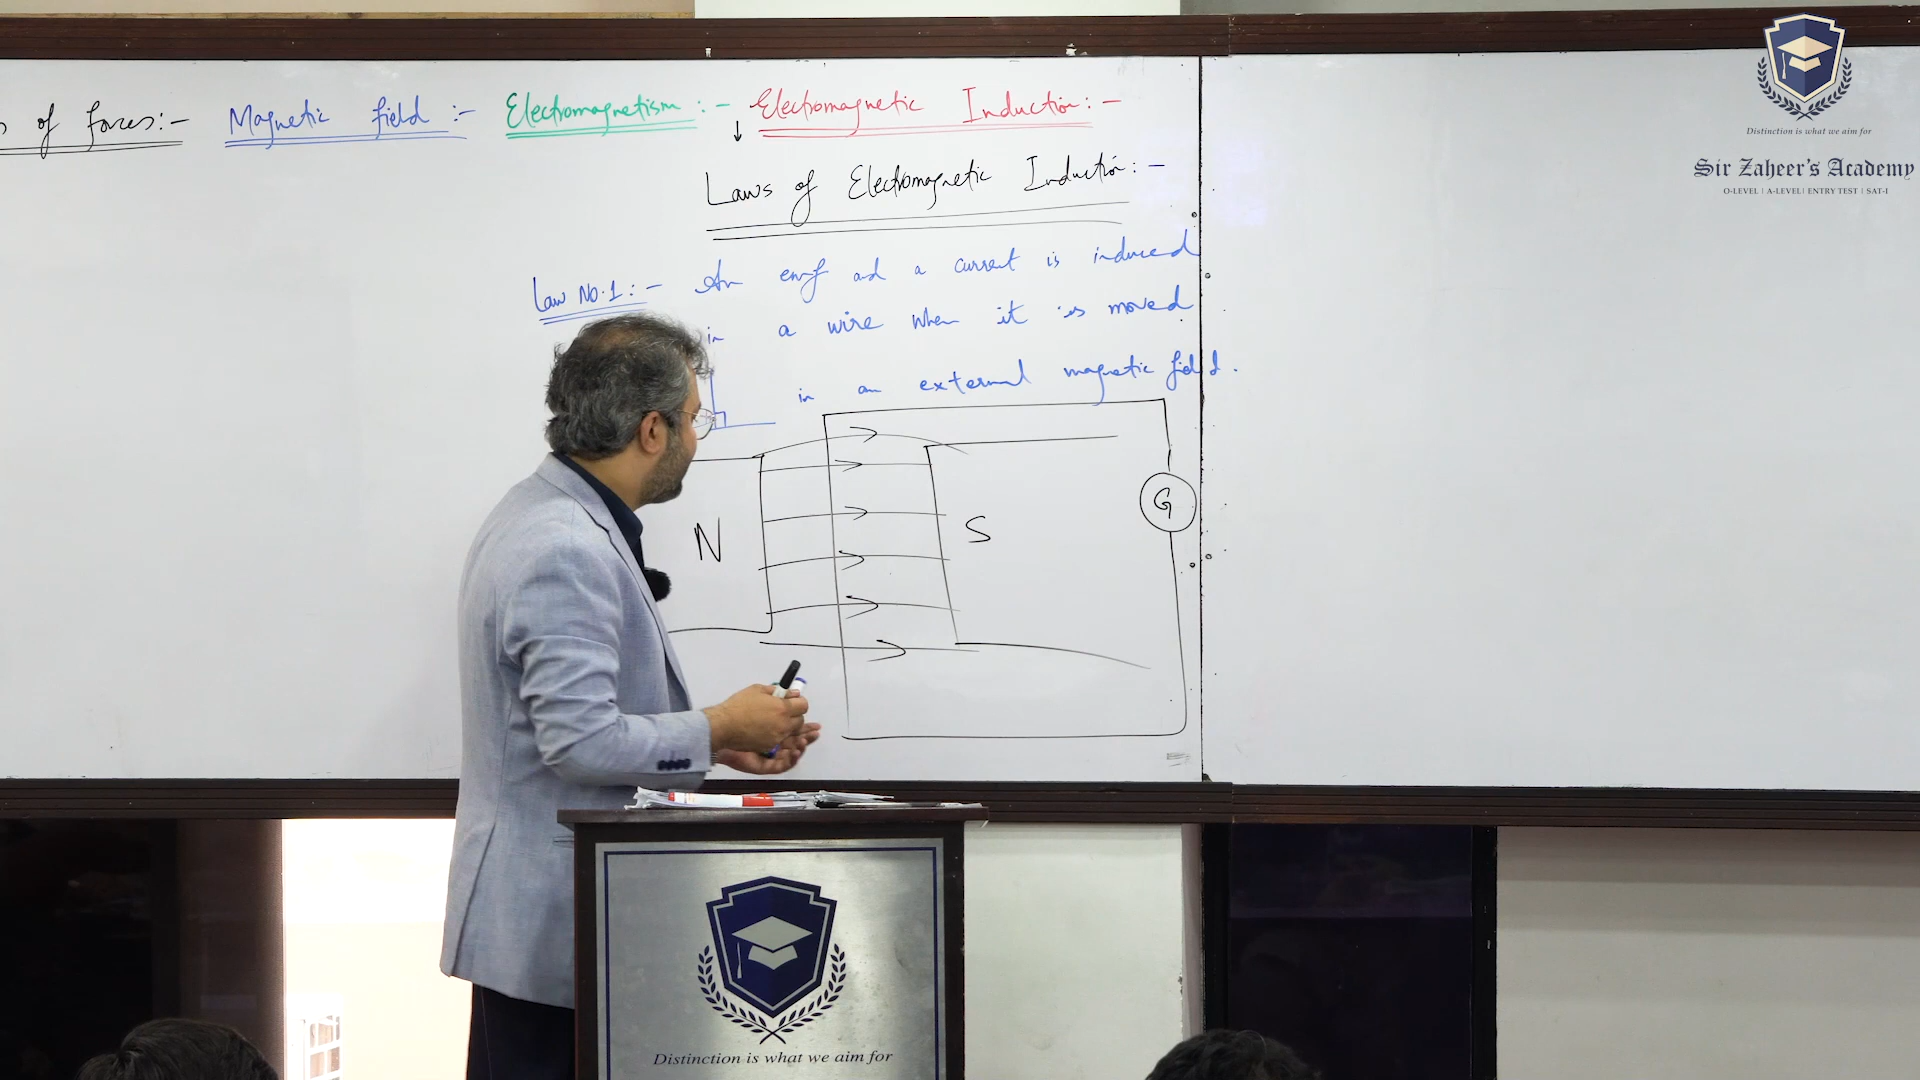 of forces:-
Magnetic field :-
Electromagnetism :-
Electromagnetic Induction:-
Laws of Electromagnetic Induction:-
Law No.1:- An emf and a current is induced
in a wire when it is moved
in an external magnetic field.
N
S
G
Distinction is what we aim for
Sir Zaheer's Academy
O-LEVEL | A-LEVEL | ENTRY TEST | SAT-I
Distinction is what we aim for